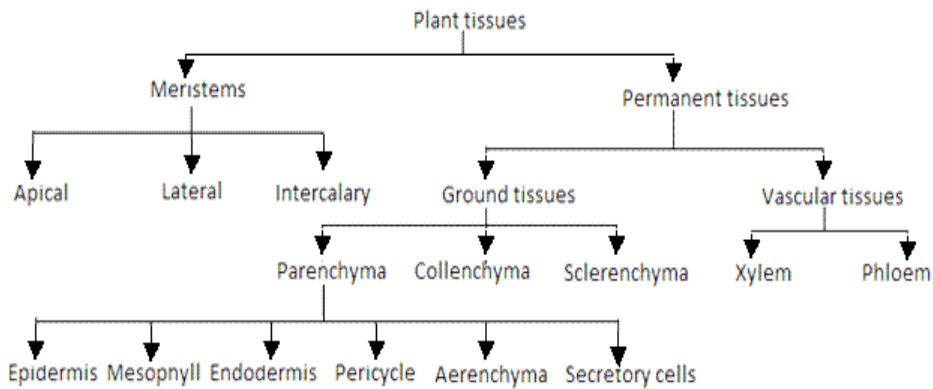 Plant tissues
Meristems
Permanent tissues
Apical
Lateral
Intercalary
Ground tissues
Vascular tissues
Parenchyma
Collenchyma
Sclerenchyma
Xylem
Phloem
Epidermis
Mesopnyll
Endodermis
Pericycle
Aerenchyma
Secretory cells